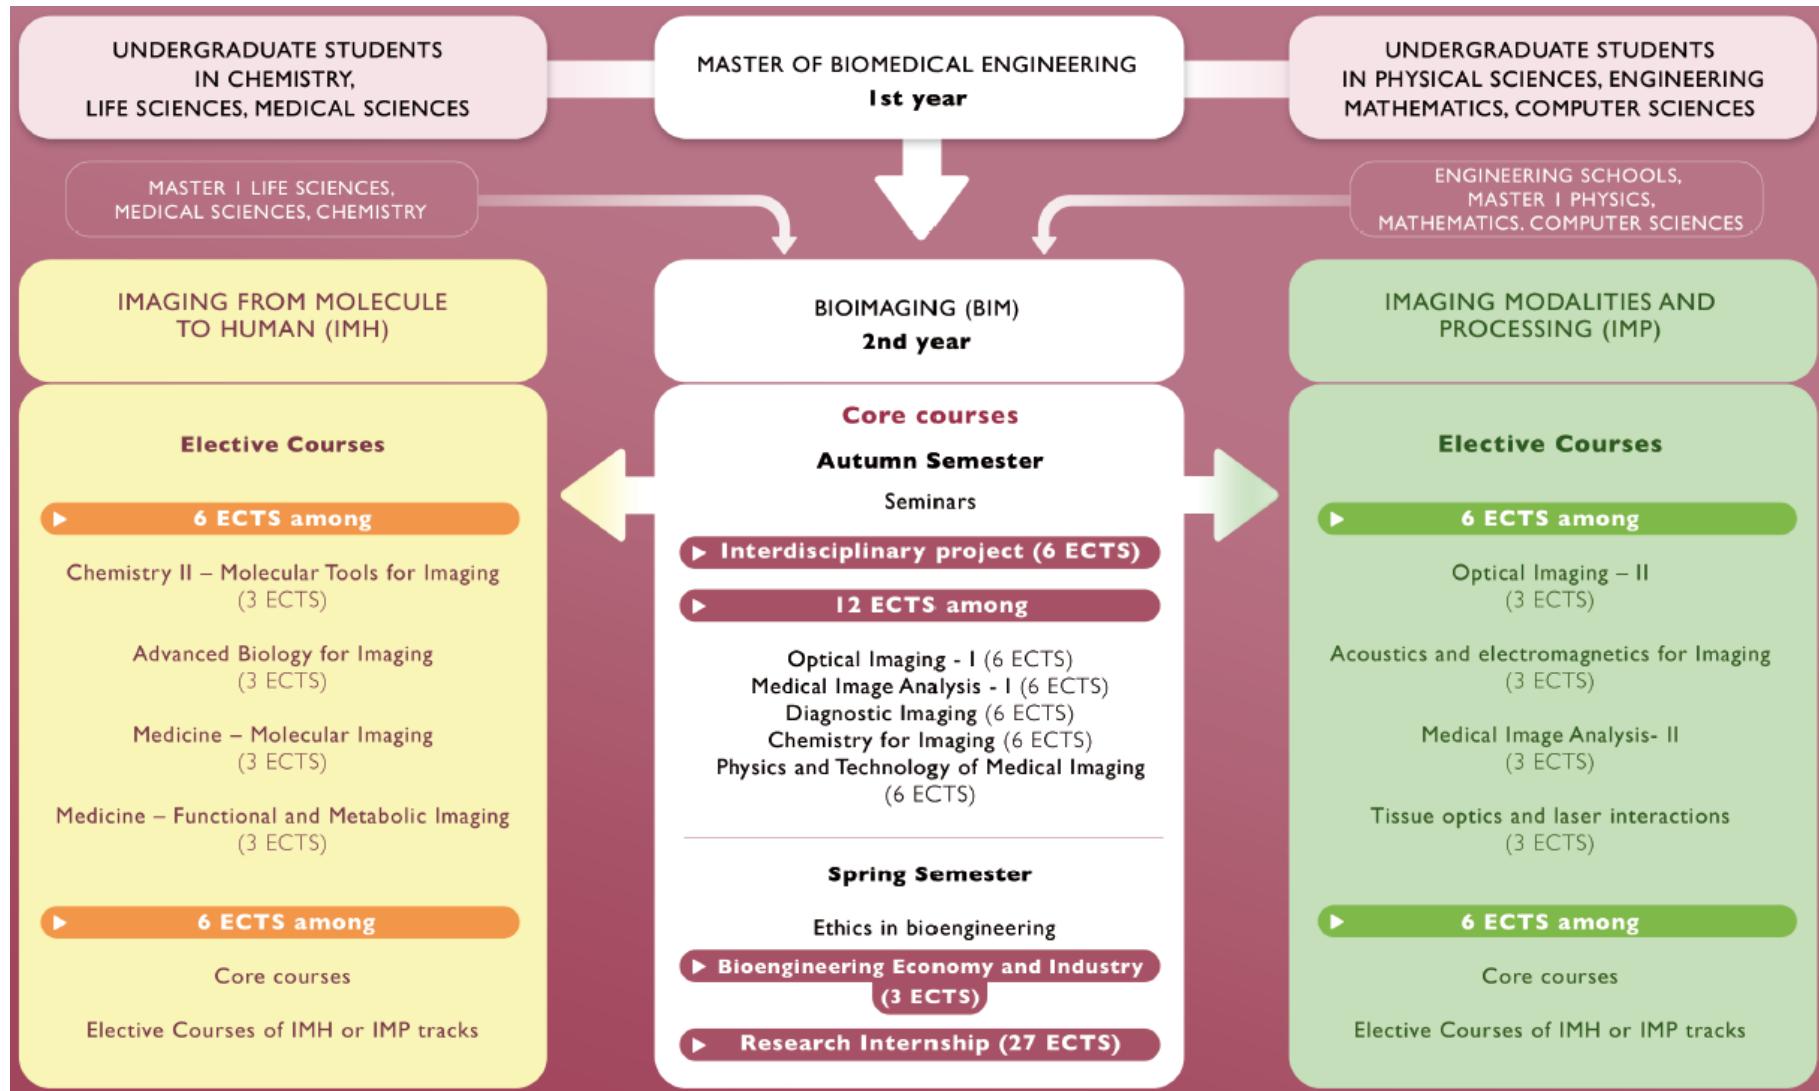 UNDERGRADUATE STUDENTS
IN CHEMISTRY,
LIFE SCIENCES, MEDICAL SCIENCES
MASTER OF BIOMEDICAL ENGINEERING
1st year
UNDERGRADUATE STUDENTS
IN PHYSICAL SCIENCES, ENGINEERING
MATHEMATICS, COMPUTER SCIENCES
MASTER 1 LIFE SCIENCES,
MEDICAL SCIENCES, CHEMISTRY
ENGINEERING SCHOOLS,
MASTER 1 PHYSICS,
MATHEMATICS. COMPUTER SCIENCES
IMAGING FROM MOLECULE
TO HUMAN (IMH)
Elective Courses
6 ECTS among
Chemistry II – Molecular Tools for Imaging
(3 ECTS)
Advanced Biology for Imaging
(3 ECTS)
Medicine – Molecular Imaging
(3 ECTS)
Medicine – Functional and Metabolic Imaging
(3 ECTS)
6 ECTS among
Core courses
Elective Courses of IMH or IMP tracks
BIOIMAGING (BIM)
2nd year
Core courses
Autumn Semester
Seminars
Interdisciplinary project (6 ECTS)
12 ECTS among
Optical Imaging - I (6 ECTS)
Medical Image Analysis - I (6 ECTS)
Diagnostic Imaging (6 ECTS)
Chemistry for Imaging (6 ECTS)
Physics and Technology of Medical Imaging
(6 ECTS)
Spring Semester
Ethics in bioengineering
Bioengineering Economy and Industry
(3 ECTS)
Research Internship (27 ECTS)
IMAGING MODALITIES AND
PROCESSING (IMP)
Elective Courses
6 ECTS among
Optical Imaging – II
(3 ECTS)
Acoustics and electromagnetics for Imaging
(3 ECTS)
Medical Image Analysis- II
(3 ECTS)
Tissue optics and laser interactions
(3 ECTS)
6 ECTS among
Core courses
Elective Courses of IMH or IMP tracks